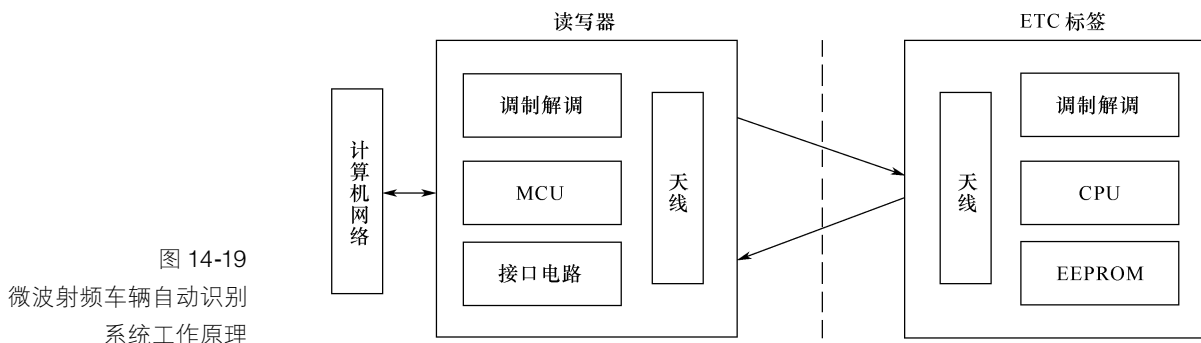 图 14-19
微波射频车辆自动识别
系统工作原理
计算机网络
读写器
调制解调
MCU
接口电路
天线
ETC 标签
天线
调制解调
CPU
EEPROM